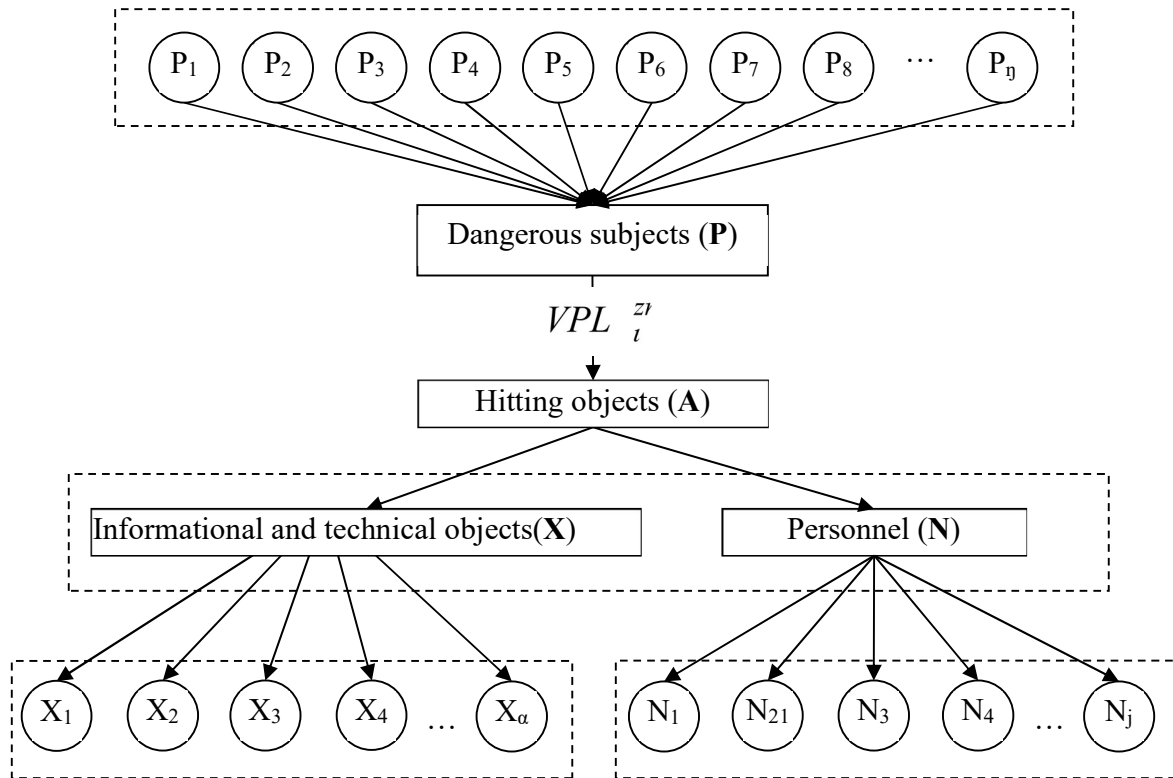 P₁ P₂ P₃ P₄ P₅ P₆ P₇ P₈ … Pŋ
Dangerous subjects (P)
VPL zr ι
Hitting objects (A)
Informational and technical objects(X) Personnel (N)
X₁ X₂ X₃ X₄ … Xα N₁ N₂₁ N₃ N₄ … Nⱼ